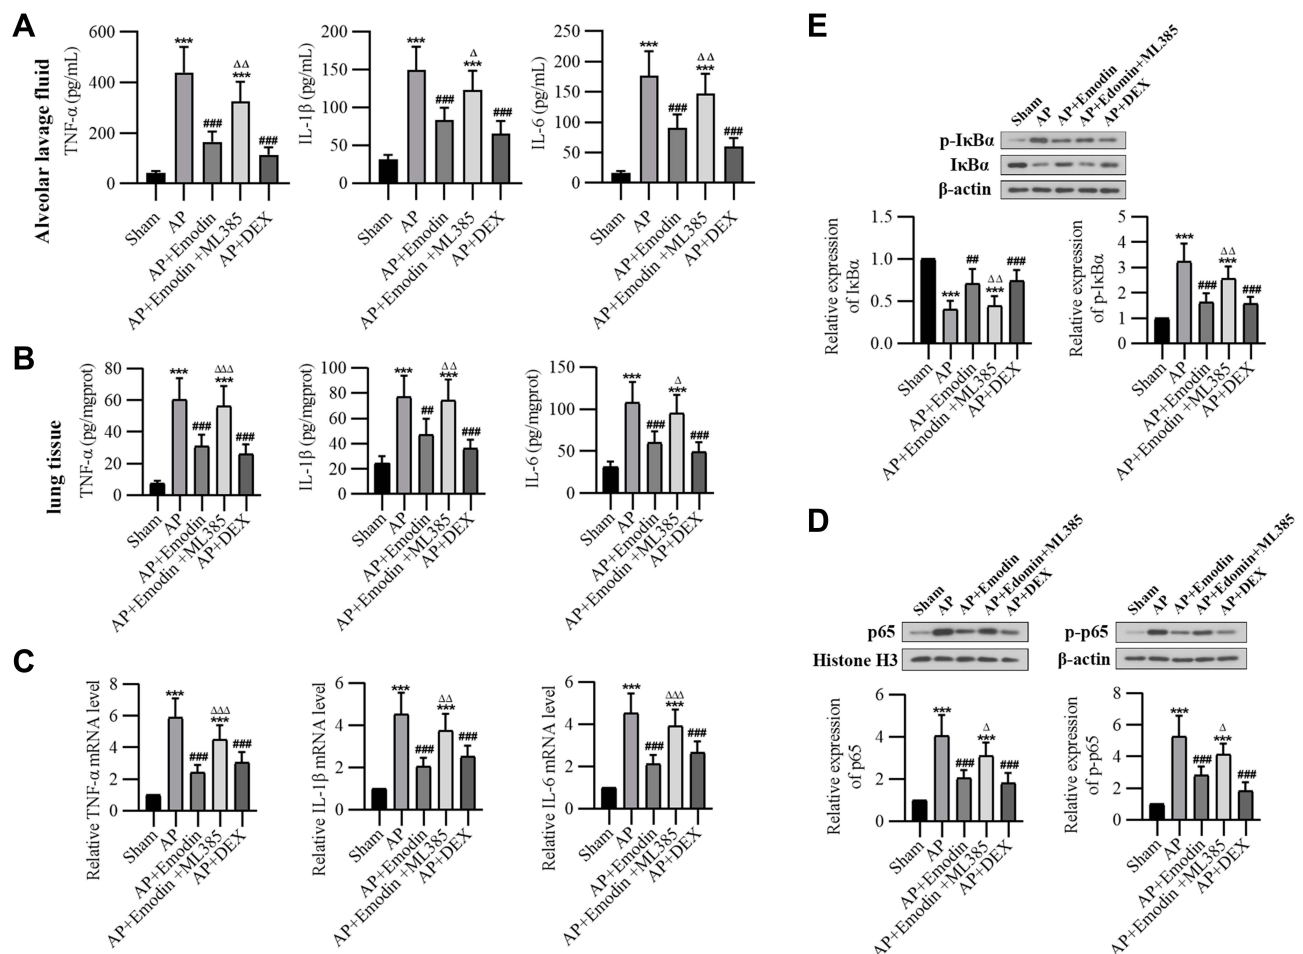 A
Alveolar lavage fluid
TNF-α (pg/mL)
600
400
200
0
***
###
ΔΔ
***
###
Sham
AP
AP+Emodin
AP+Emodin +ML385
AP+DEX
IL-1β (pg/mL)
200
150
100
50
0
***
###
Δ
***
###
Sham
AP
AP+Emodin
AP+Emodin +ML385
AP+DEX
IL-6 (pg/mL)
250
200
150
100
50
0
***
###
ΔΔ
***
###
Sham
AP
AP+Emodin
AP+Emodin +ML385
AP+DEX
B
lung tissue
TNF-α (pg/mgprot)
80
60
40
20
0
***
###
ΔΔΔ
***
###
Sham
AP
AP+Emodin
AP+Emodin +ML385
AP+DEX
IL-1β (pg/mgprot)
100
80
60
40
20
0
***
##
ΔΔ
***
###
Sham
AP
AP+Emodin
AP+Emodin +ML385
AP+DEX
IL-6 (pg/mgprot)
150
100
50
0
***
###
Δ
***
###
Sham
AP
AP+Emodin
AP+Emodin +ML385
AP+DEX
C
Relative TNF-α mRNA level
8
6
4
2
0
***
###
ΔΔΔ
***
###
Sham
AP
AP+Emodin
AP+Emodin +ML385
AP+DEX
Relative IL-1β mRNA level
6
4
2
0
***
###
ΔΔ
***
###
Sham
AP
AP+Emodin
AP+Emodin +ML385
AP+DEX
Relative IL-6 mRNA level
6
4
2
0
***
###
ΔΔΔ
***
###
Sham
AP
AP+Emodin
AP+Emodin +ML385
AP+DEX
E
Sham
AP
AP+Emodin
AP+Edomin+ML385
AP+DEX
p-IκBα
IκBα
β-actin
Relative expression
of IκBα
1.5
1.0
0.5
0.0
***
##
ΔΔ
***
###
Sham
AP
AP+Emodin
AP+Emodin +ML385
AP+DEX
Relative expression
of p-IκBα
5
4
3
2
1
0
***
###
ΔΔ
***
###
Sham
AP
AP+Emodin
AP+Emodin +ML385
AP+DEX
D
Sham
AP
AP+Emodin
AP+Edomin+ML385
AP+DEX
p65
Histone H3
Sham
AP
AP+Emodin
AP+Edomin+ML385
AP+DEX
p-p65
β-actin
Relative expression
of p65
6
4
2
0
***
###
Δ
***
###
Sham
AP
AP+Emodin
AP+Emodin +ML385
AP+DEX
Relative expression
of p-p65
8
6
4
2
0
***
###
Δ
***
###
Sham
AP
AP+Emodin
AP+Emodin +ML385
AP+DEX